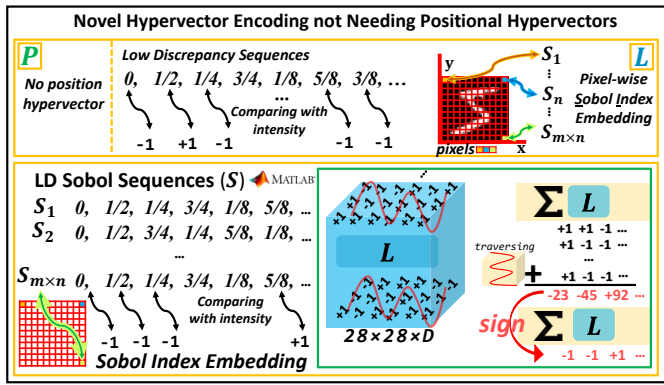 Novel Hypervector Encoding not Needing Positional Hypervectors
P
No position
hypervector
Low Discrepancy Sequences
0, 1/2, 1/4, 3/4, 1/8, 5/8, 3/8, ...
...
Comparing with
intensity
-1 +1 -1 -1 -1
y
x
pixels
S1
Sn
⋮
Sm×n
L
Pixel-wise
Sobol Index
Embedding
LD Sobol Sequences (S) MATLAB
S1 0, 1/2, 1/4, 3/4, 1/8, 5/8, ...
S2 0, 1/2, 3/4, 1/4, 5/8, 1/8, ...
...
Sm×n 0, 1/2, 1/4, 3/4, 1/8, 5/8, ...
Comparing
with intensity
-1 -1 -1 +1
Sobol Index Embedding
L
28×28×D
traversing
Σ L
+1 +1 -1 ...
+1 -1 -1 ...
...
+ +1 -1 -1 ...
-23 -45 +92 ...
sign
Σ L
-1 -1 +1 ...